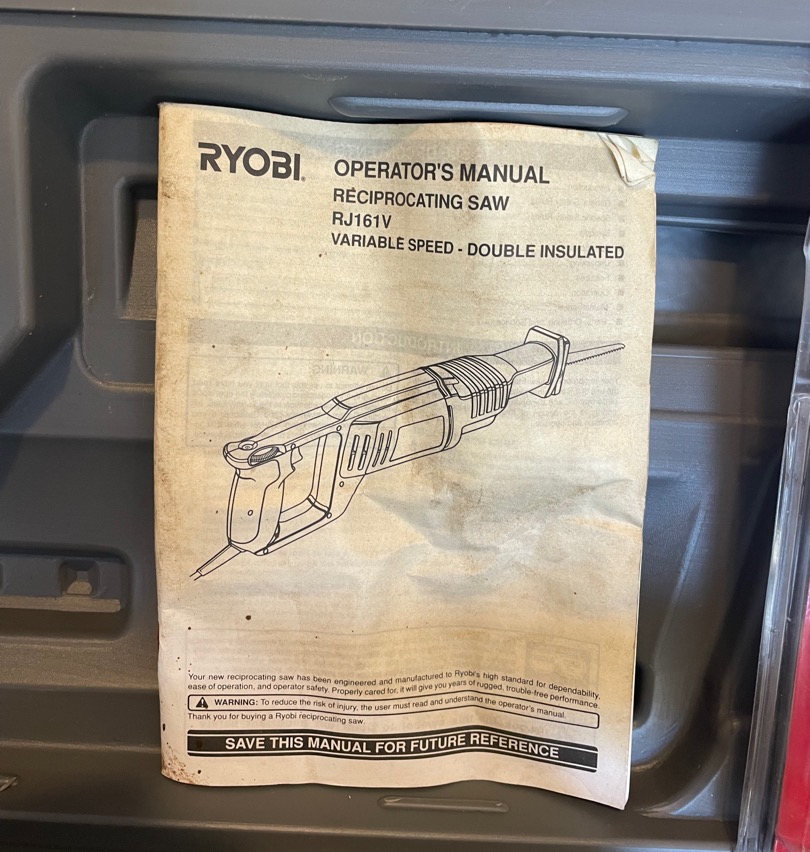 RYOBI®
OPERATOR'S MANUAL
RECIPROCATING SAW
RJ161V
VARIABLE SPEED - DOUBLE INSULATED
Your new reciprocating saw has been engineered and manufactured to Ryobi's high standard for dependability,
ease of operation, and operator safety. Properly cared for, it will give you years of rugged, trouble-free performance.
WARNING: To reduce the risk of injury, the user must read and understand the operator's manual.
Thank you for buying a Ryobi reciprocating saw.
SAVE THIS MANUAL FOR FUTURE REFERENCE